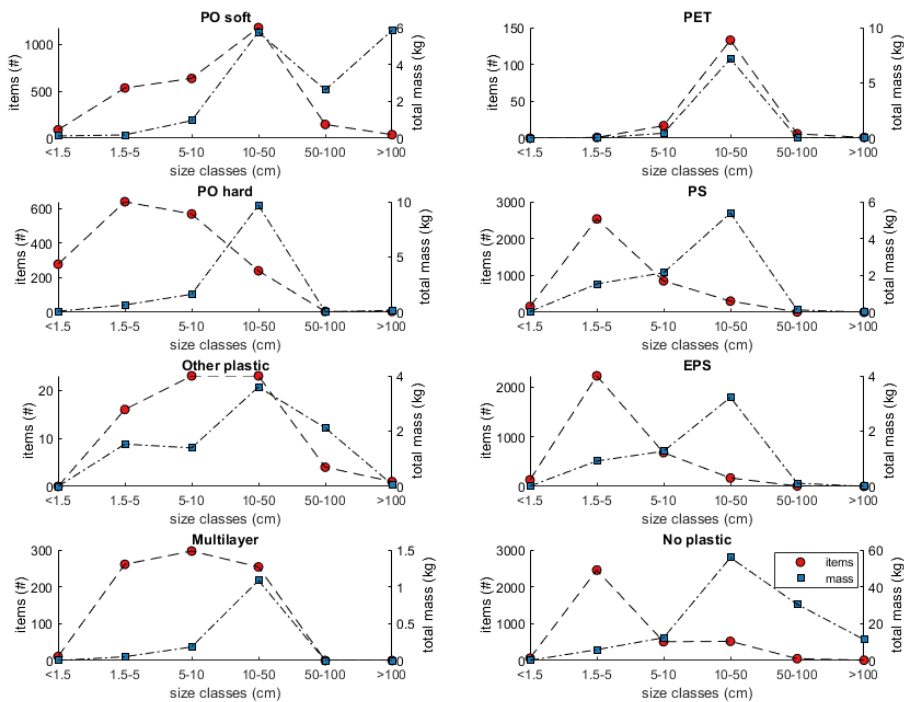 PO soft
1000
500
0
items (#)
6
4
2
0
total mass (kg)
<1.5 1.5-5 5-10 10-50 50-100 >100
size classes (cm)
PET
150
100
50
0
items (#)
10
5
0
total mass (kg)
<1.5 1.5-5 5-10 10-50 50-100 >100
size classes (cm)
PO hard
600
400
200
0
items (#)
10
5
0
total mass (kg)
<1.5 1.5-5 5-10 10-50 50-100 >100
size classes (cm)
PS
3000
2000
1000
0
items (#)
6
4
2
0
total mass (kg)
<1.5 1.5-5 5-10 10-50 50-100 >100
size classes (cm)
Other plastic
20
10
0
items (#)
4
2
0
total mass (kg)
<1.5 1.5-5 5-10 10-50 50-100 >100
size classes (cm)
EPS
2000
1000
0
items (#)
4
2
0
total mass (kg)
<1.5 1.5-5 5-10 10-50 50-100 >100
size classes (cm)
Multilayer
300
200
100
0
items (#)
1.5
1
0.5
0
total mass (kg)
<1.5 1.5-5 5-10 10-50 50-100 >100
size classes (cm)
No plastic
3000
2000
1000
0
items (#)
60
40
20
0
total mass (kg)
items
mass
<1.5 1.5-5 5-10 10-50 50-100 >100
size classes (cm)